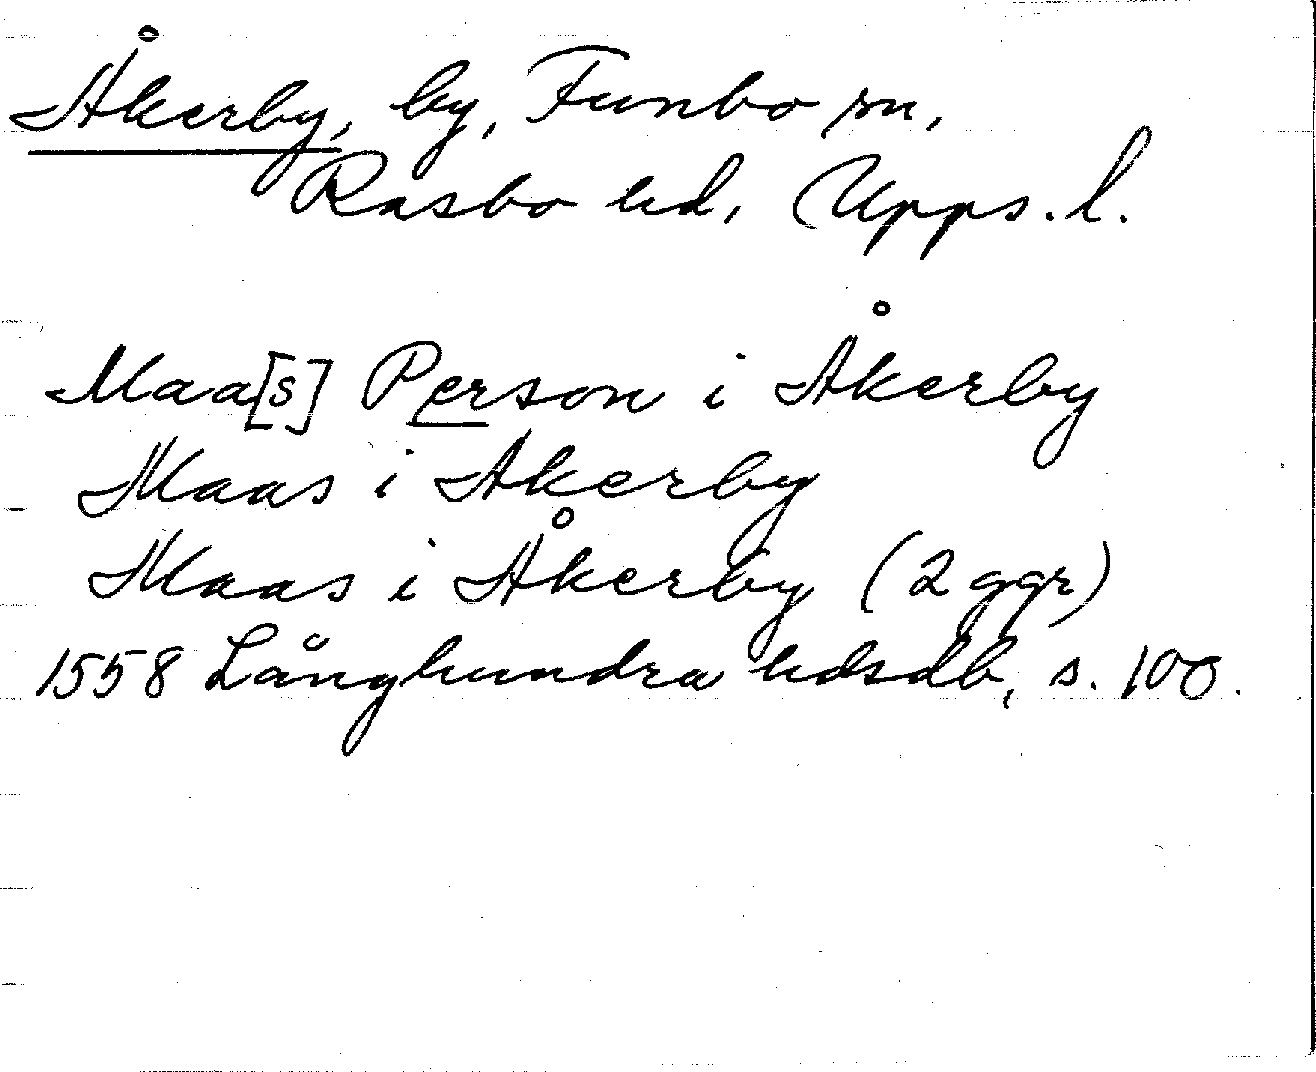 Åkerby, by, Funbo sn,
Rasbo hd, Upps. l.
Maa[s] Person i Åkerby
Maas i Akerby
Maas i Åkerby (2 ggr)
1558 Långhundra hdsdb, s. 100.